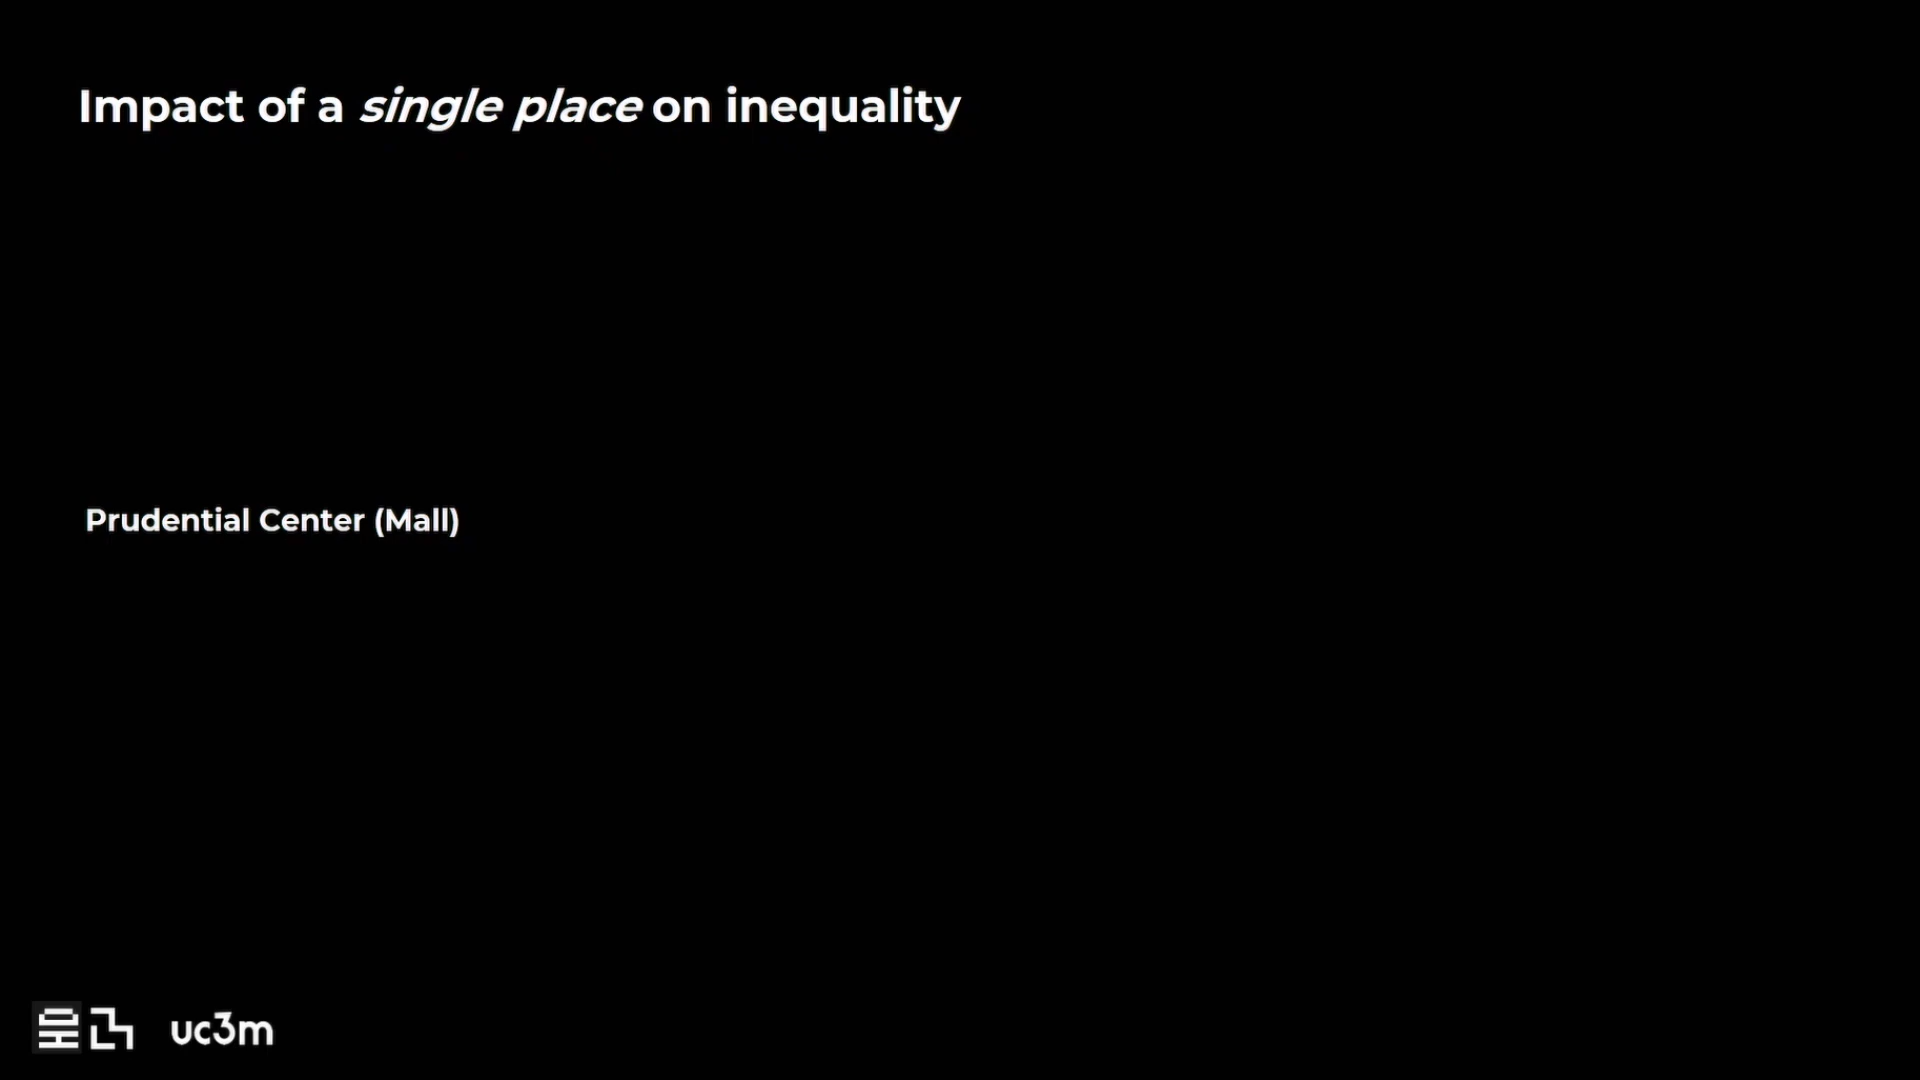 Impact of a single place on inequality
Prudential Center (Mall)
uc3m